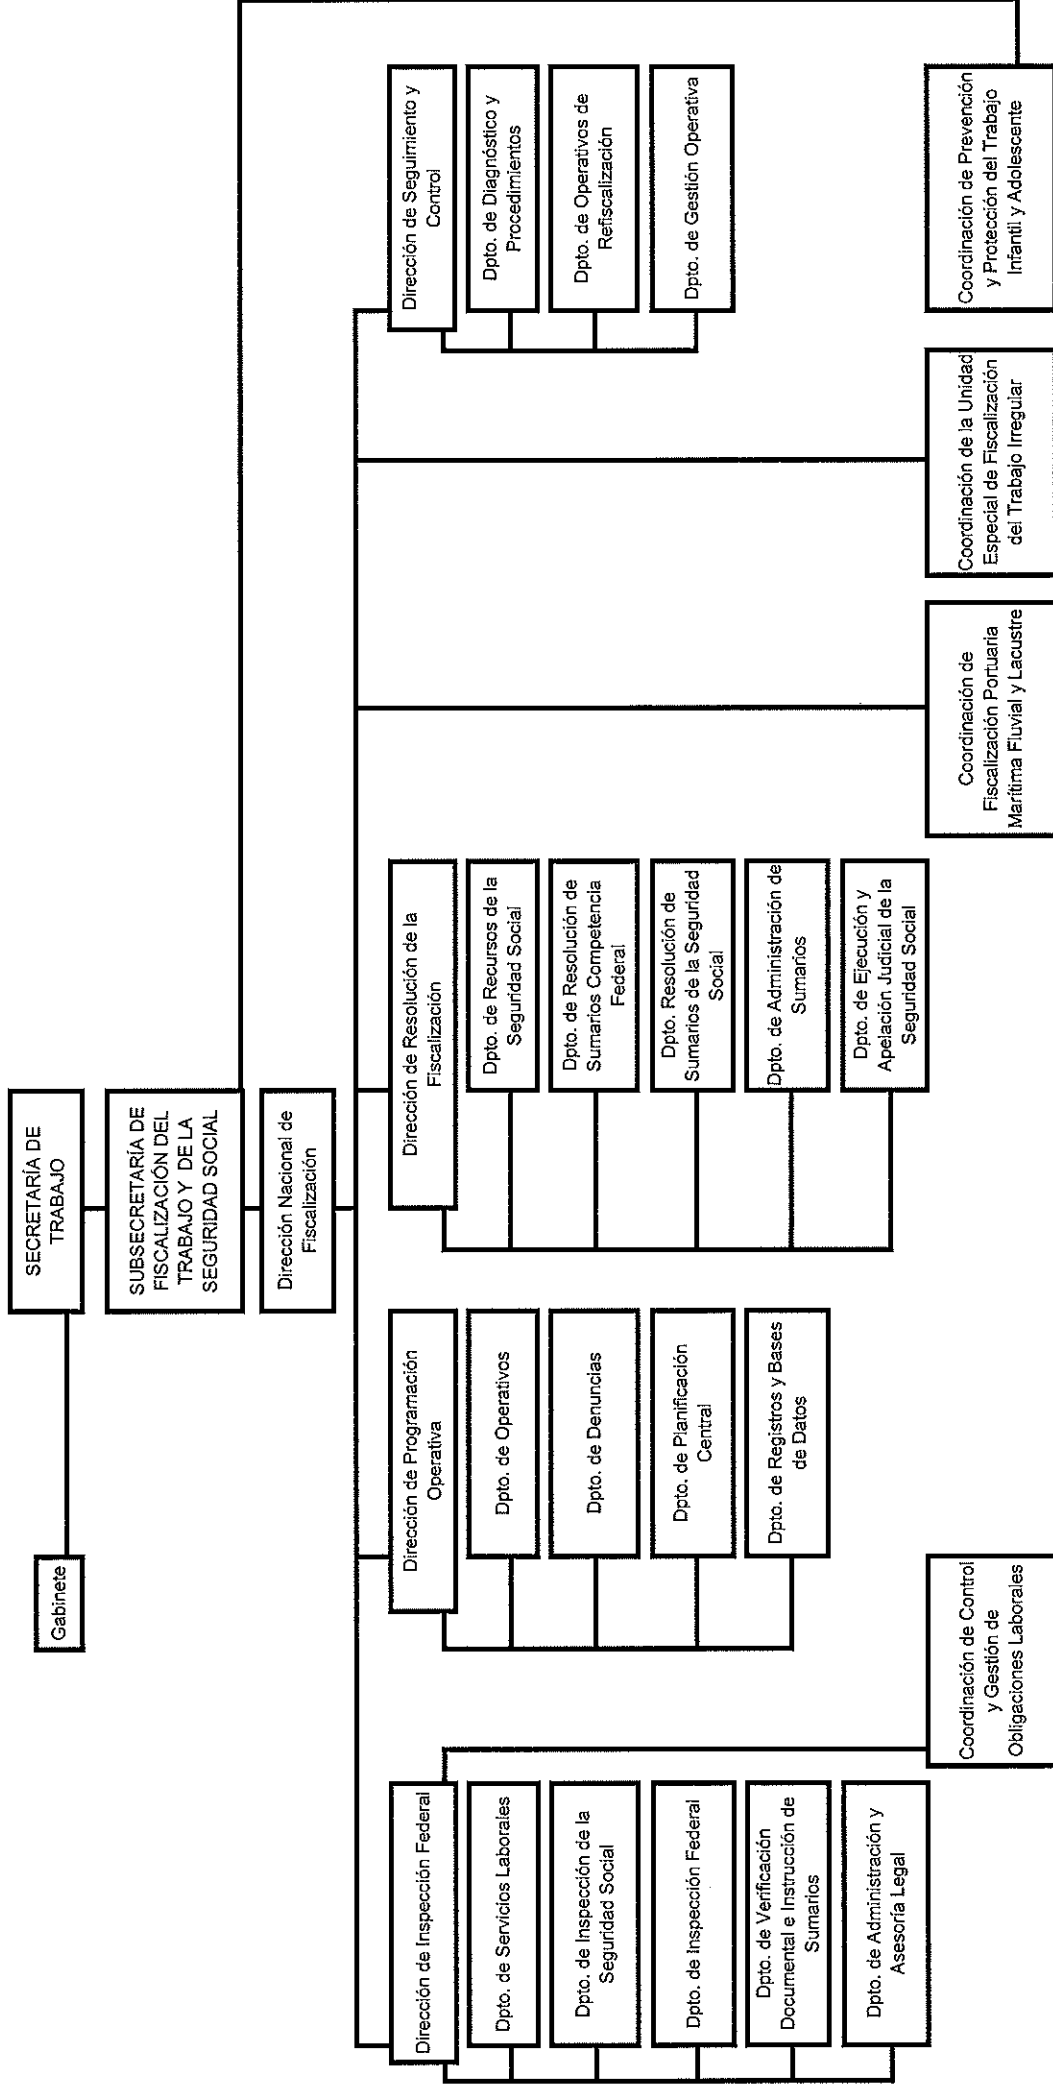 SECRETARÍA DE
TRABAJO
Gabinete
SUBSECRETARÍA DE
FISCALIZACIÓN DEL
TRABAJO Y DE LA
SEGURIDAD SOCIAL
Dirección Nacional de
Fiscalización
Dirección de Inspección Federal
Dpto. de Servicios Laborales
Dpto. de Inspección de la
Seguridad Social
Dpto. de Inspección Federal
Dpto. de Verificación
Documental e Instrucción de
Sumarios
Dpto. de Administración y
Asesoría Legal
Coordinación de Control
y Gestión de
Obligaciones Laborales
Dirección de Programación
Operativa
Dpto. de Operativos
Dpto. de Denuncias
Dpto. de Planificación
Central
Dpto. de Registros y Bases
de Datos
Dirección de Resolución de la
Fiscalización
Dpto. de Recursos de la
Seguridad Social
Dpto. de Resolución de
Sumarios Competencia
Federal
Dpto. Resolución de
Sumarios de la Seguridad
Social
Dpto. de Administración de
Sumarios
Dpto. de Ejecución y
Apelación Judicial de la
Seguridad Social
Coordinación de
Fiscalización Portuaria
Marítima Fluvial y Lacustre
Coordinación de la Unidad
Especial de Fiscalización
del Trabajo Irregular
Dirección de Seguimiento y
Control
Dpto. de Diagnóstico y
Procedimientos
Dpto. de Operativos de
Refiscalización
Dpto. de Gestión Operativa
Coordinación de Prevención
y Protección del Trabajo
Infantil y Adolescente